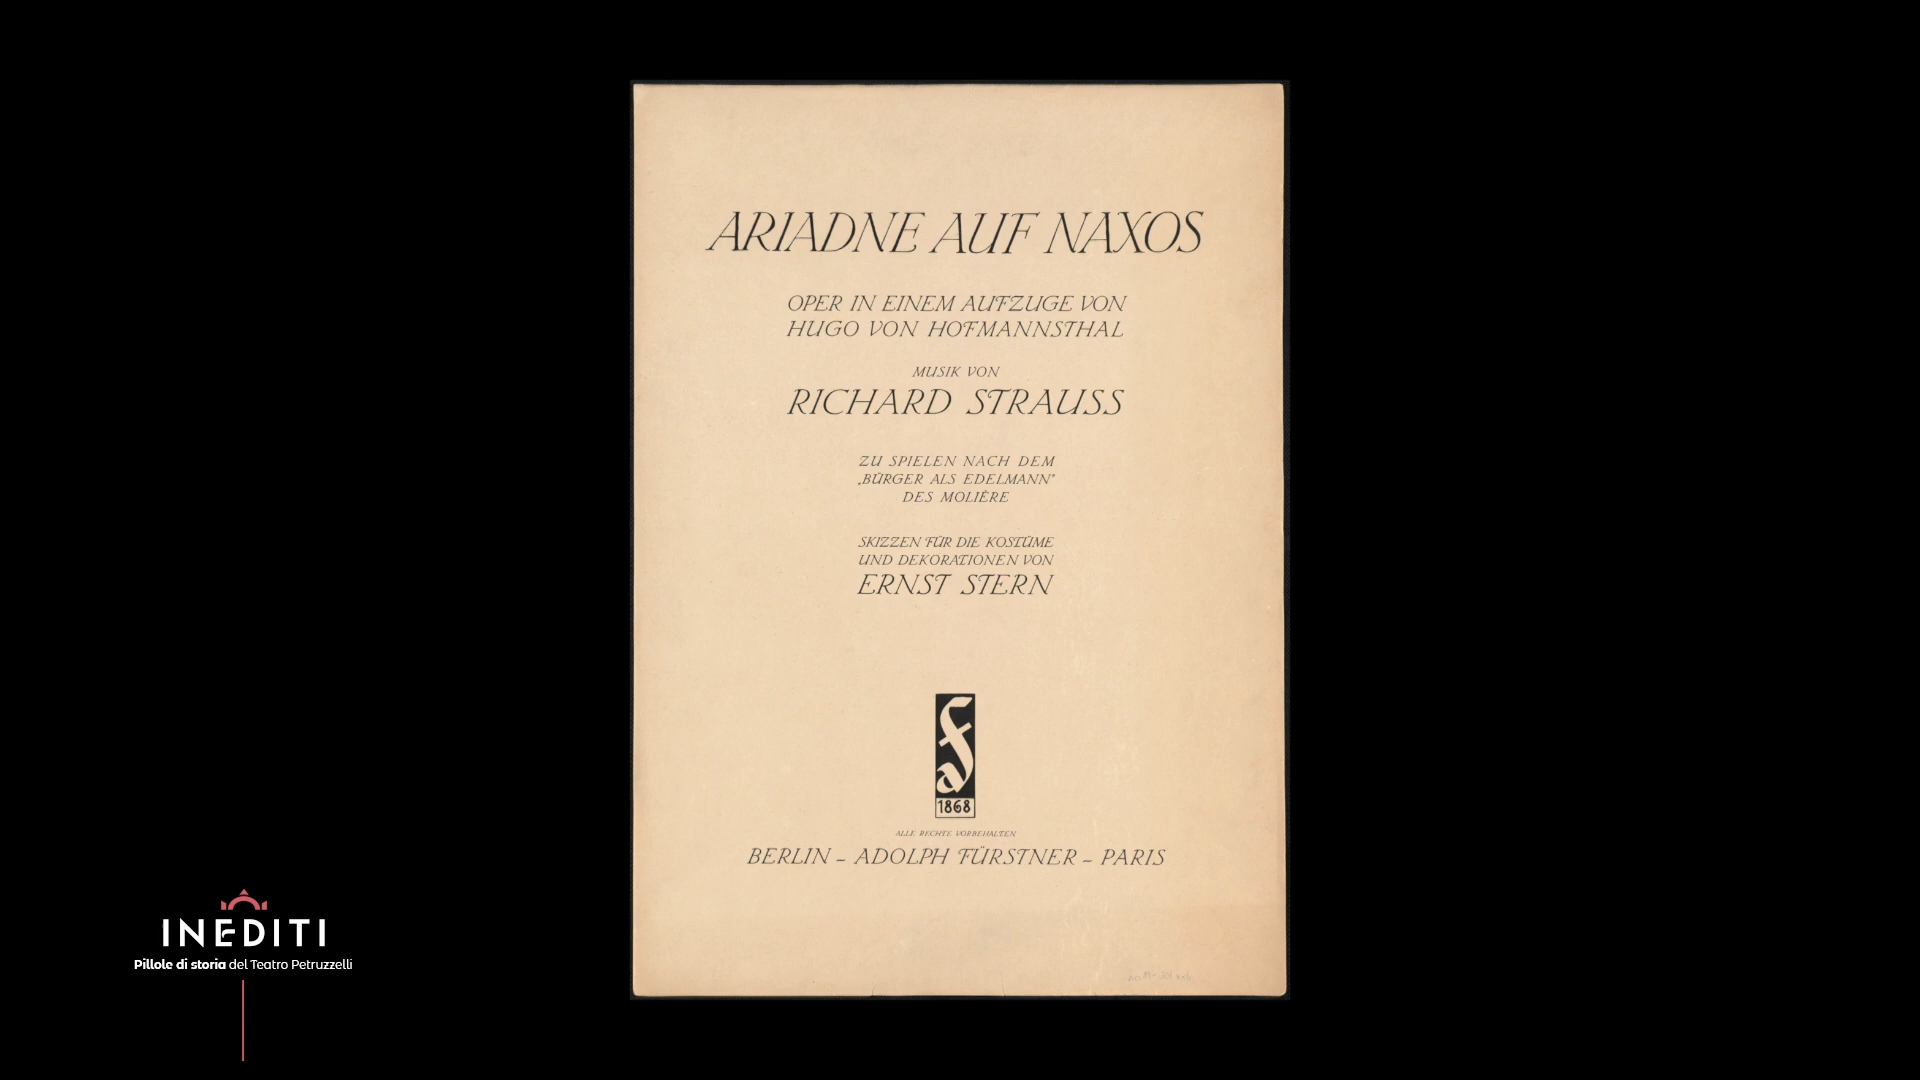 ARIADNE AUF NAXOS
OPER IN EINEM AUFZUGE VON
HUGO VON HOFMANNSTHAL
MUSIK VON
RICHARD STRAUSS
ZU SPIELEN NACH DEM
„BÜRGER ALS EDELMANN"
DES MOLIÈRE
SKIZZEN FÜR DIE KOSTÜME
UND DEKORATIONEN VON
ERNST STERN
af
1868
ALLE RECHTE VORBEHALTEN
BERLIN – ADOLPH FÜRSTNER – PARIS
INEDITI
Pillole di storia del Teatro Petruzzelli